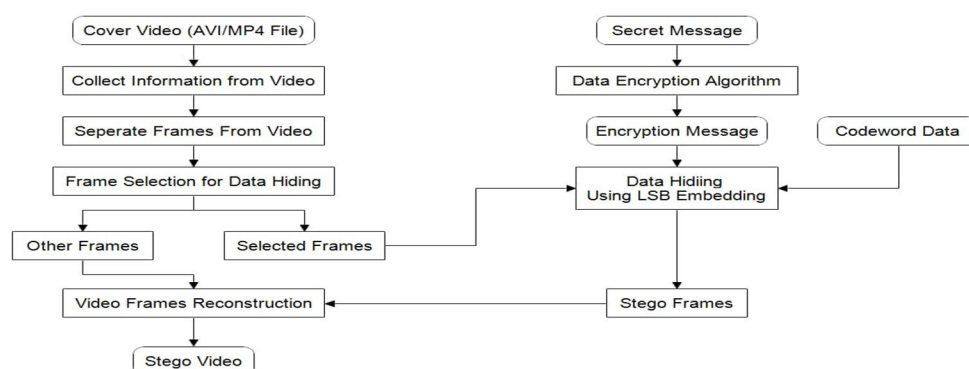 Cover Video (AVI/MP4 File)
Collect Information from Video
Seperate Frames From Video
Frame Selection for Data Hiding
Other Frames
Selected Frames
Video Frames Reconstruction
Stego Video
Secret Message
Data Encryption Algorithm
Encryption Message
Codeword Data
Data Hidiing
Using LSB Embedding
Stego Frames